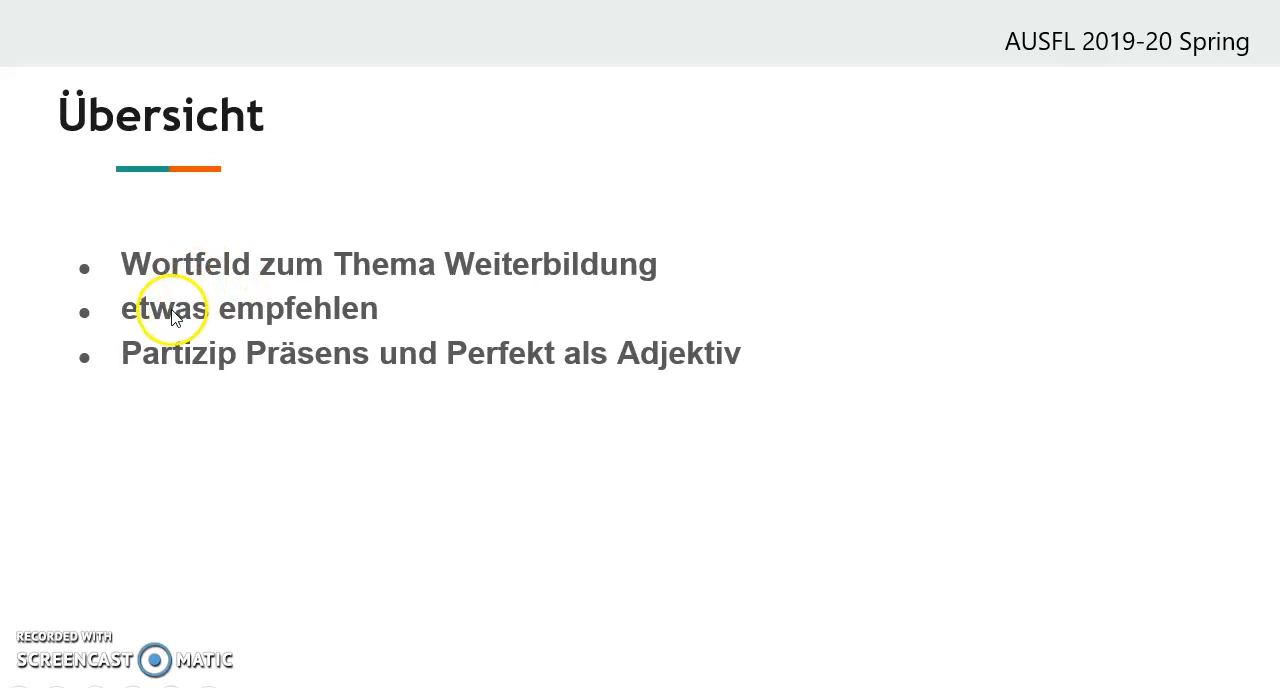 AUSFL 2019-20 Spring
Übersicht
● Wortfeld zum Thema Weiterbildung
● etwas empfehlen
● Partizip Präsens und Perfekt als Adjektiv
RECORDED WITH
SCREENCAST MATIC